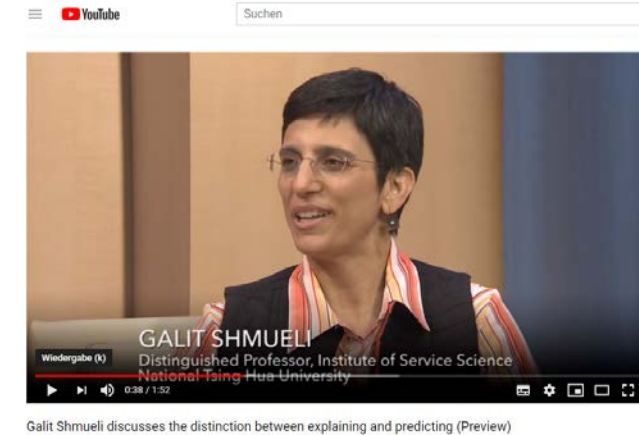 YouTube
Suchen
GALIT SHMUELI
Distinguished Professor, Institute of Service Science
National Tsing Hua University
Wiedergabe (k)
0:38 / 1:52
Galit Shmueli discusses the distinction between explaining and predicting (Preview)